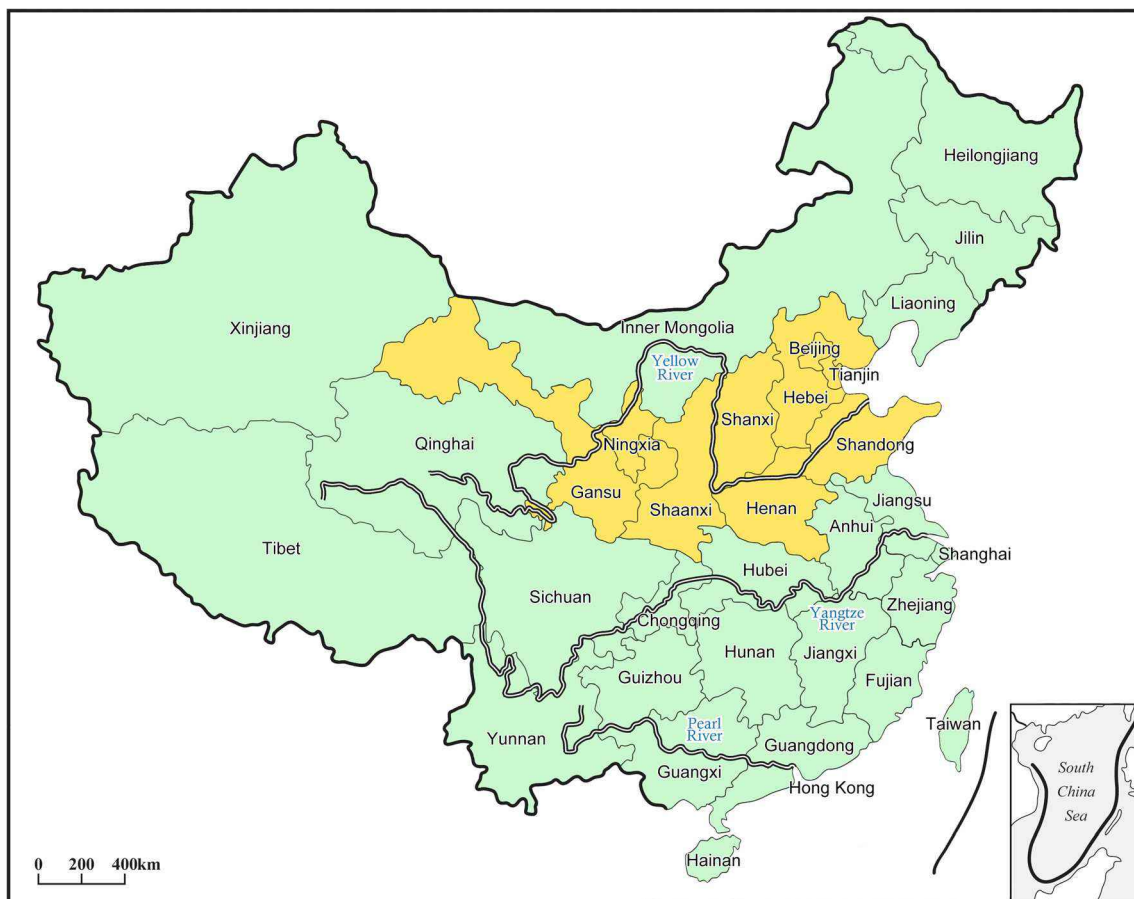 Heilongjiang
Jilin
Liaoning
Xinjiang
Inner Mongolia
Yellow
River
Beijing
Tianjin
Hebei
Shanxi
Ningxia
Qinghai
Shandong
Gansu
Shaanxi
Henan
Jiangsu
Anhui
Tibet
Shanghai
Hubei
Sichuan
Zhejiang
Yangtze
River
Chongqing
Hunan
Jiangxi
Guizhou
Fujian
Pearl
River
Taiwan
Yunnan
Guangdong
Guangxi
Hong Kong
South
China
Sea
Hainan
0 200 400km